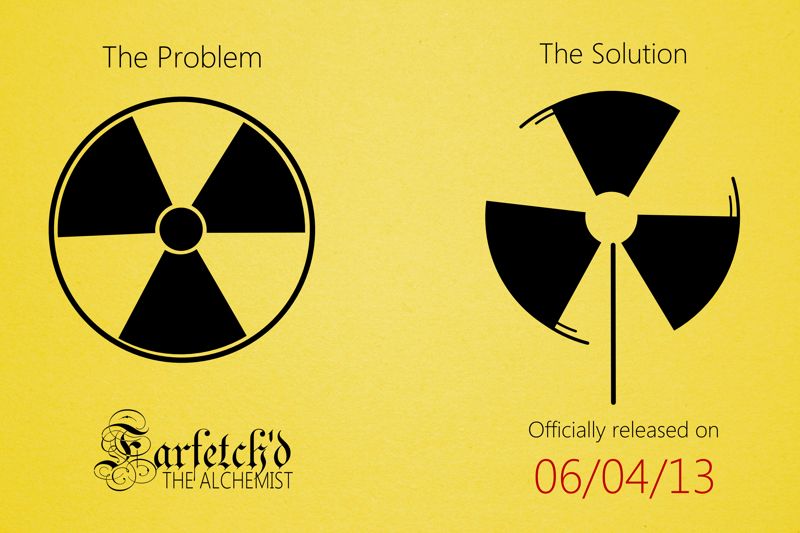 The Problem
The Solution
Farfetch'd
THE ALCHEMIST
Officially released on
06/04/13